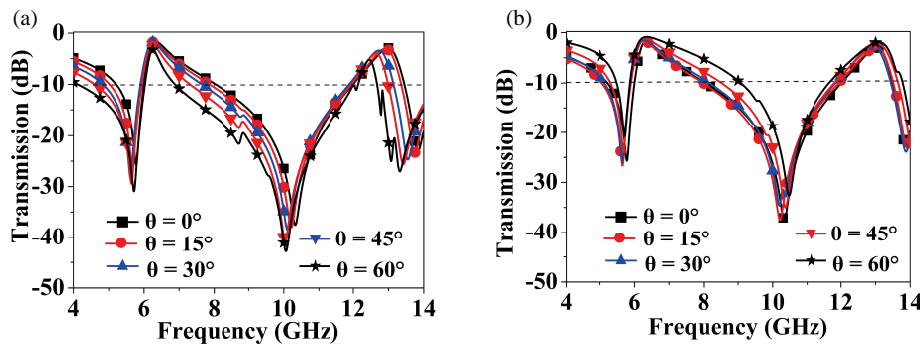 (a)
0
-10
-20
-30
-40
-50
Transmission (dB)
θ = 0°
θ = 15°
θ = 30°
θ = 45°
θ = 60°
4 6 8 10 12 14
Frequency (GHz)
(b)
0
-10
-20
-30
-40
-50
Transmission (dB)
θ = 0°
θ = 15°
θ = 30°
θ = 45°
θ = 60°
4 6 8 10 12 14
Frequency (GHz)